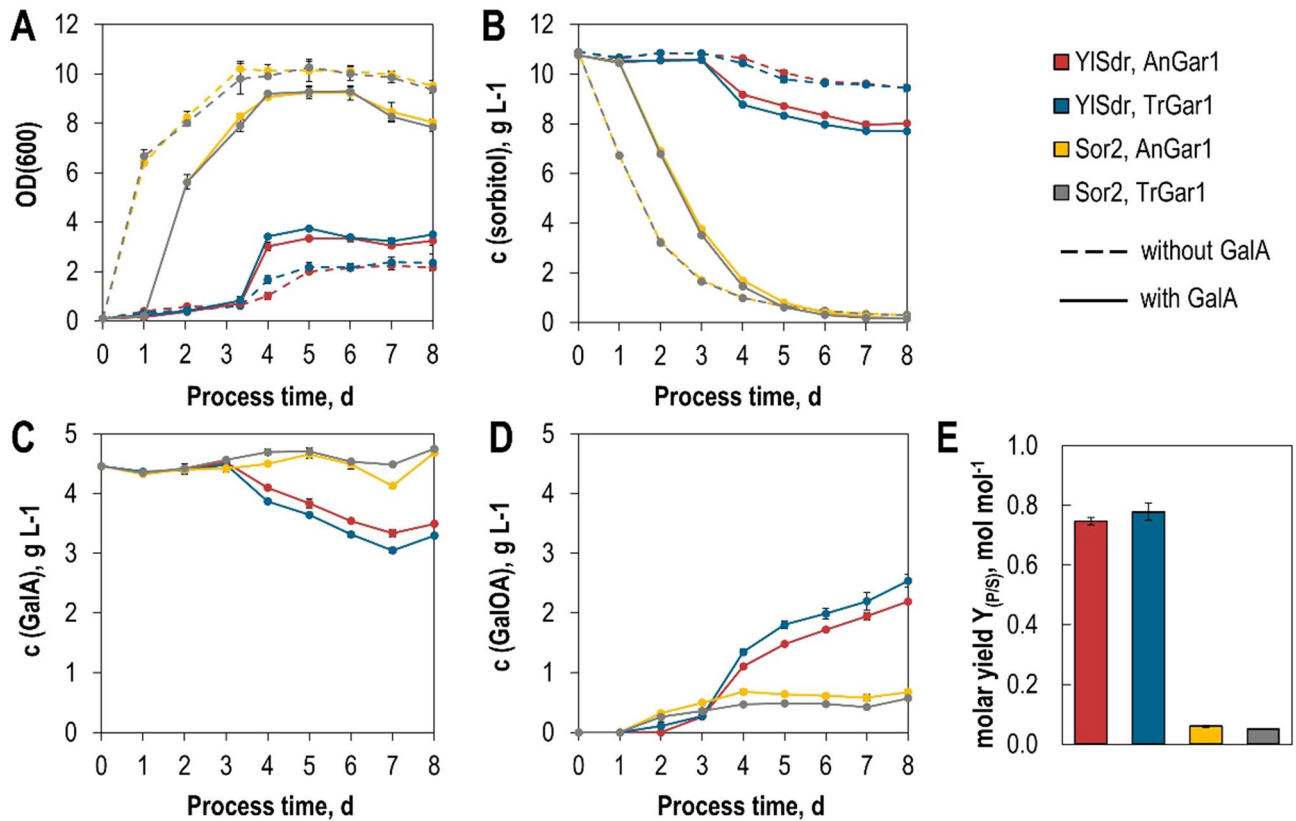 A
12
10
8
6
4
2
0
OD(600)
0 1 2 3 4 5 6 7 8
Process time, d
B
12
10
8
6
4
2
0
c (sorbitol), g L-1
0 1 2 3 4 5 6 7 8
Process time, d
YlSdr, AnGar1
YlSdr, TrGar1
Sor2, AnGar1
Sor2, TrGar1
without GalA
with GalA
C
5
4
3
2
1
0
c (GalA), g L-1
0 1 2 3 4 5 6 7 8
Process time, d
D
5
4
3
2
1
0
c (GalOA), g L-1
0 1 2 3 4 5 6 7 8
Process time, d
E
1.0
0.8
0.6
0.4
0.2
0.0
molar yield Y(P/S), mol mol-1